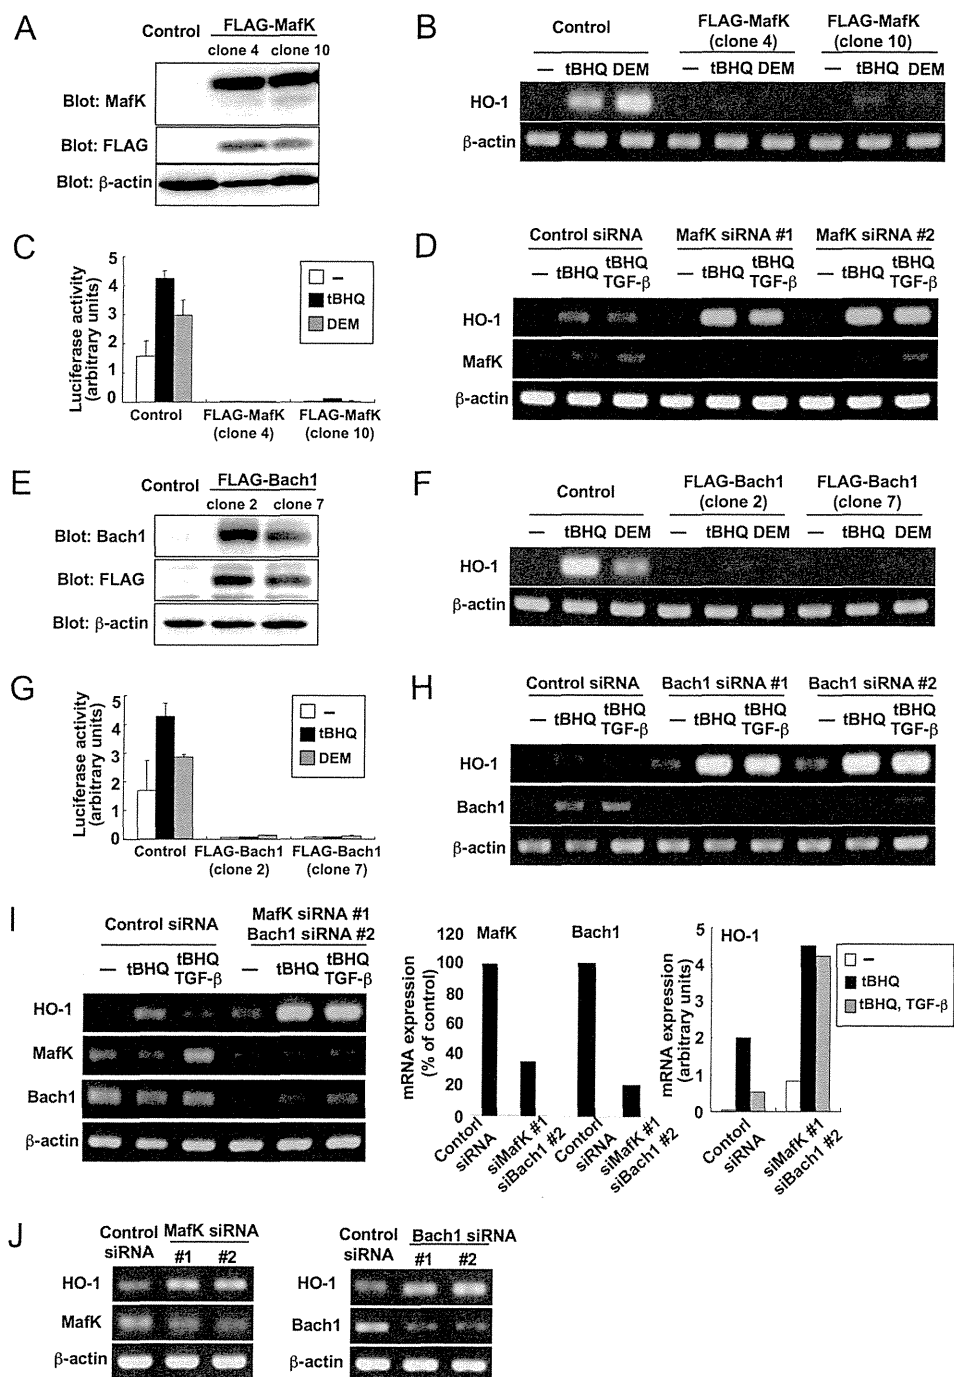 A
Control
FLAG-MafK
clone 4 clone 10
Blot: MafK
Blot: FLAG
Blot: β-actin
B
Control
FLAG-MafK
(clone 4)
FLAG-MafK
(clone 10)
— tBHQ DEM — tBHQ DEM — tBHQ DEM
HO-1
β-actin
C
Luciferase activity
(arbitrary units)
5
4
3
2
1
0
—
tBHQ
DEM
Control
FLAG-MafK
(clone 4)
FLAG-MafK
(clone 10)
D
Control siRNA MafK siRNA #1 MafK siRNA #2
— tBHQ tBHQ TGF-β — tBHQ tBHQ TGF-β — tBHQ tBHQ TGF-β
HO-1
MafK
β-actin
E
Control
FLAG-Bach1
clone 2 clone 7
Blot: Bach1
Blot: FLAG
Blot: β-actin
F
Control
FLAG-Bach1
(clone 2)
FLAG-Bach1
(clone 7)
— tBHQ DEM — tBHQ DEM — tBHQ DEM
HO-1
β-actin
G
Luciferase activity
(arbitrary units)
5
4
3
2
1
0
—
tBHQ
DEM
Control
FLAG-Bach1
(clone 2)
FLAG-Bach1
(clone 7)
H
Control siRNA Bach1 siRNA #1 Bach1 siRNA #2
— tBHQ tBHQ TGF-β — tBHQ tBHQ TGF-β — tBHQ tBHQ TGF-β
HO-1
Bach1
β-actin
I
Control siRNA
MafK siRNA #1
Bach1 siRNA #2
— tBHQ tBHQ TGF-β — tBHQ tBHQ TGF-β
HO-1
MafK
Bach1
β-actin
mRNA expression
(% of control)
120
100
80
60
40
20
0
MafK
Bach1
Contorl
siRNA
siMafK #1
siBach1 #2
Contorl
siRNA
siMafK #1
siBach1 #2
mRNA expression
(arbitrary units)
5
4
3
2
1
0
HO-1
—
tBHQ
tBHQ, TGF-β
Contorl
siRNA
siMafK #1
siBach1 #2
J
Control
siRNA
MafK siRNA
#1 #2
HO-1
MafK
β-actin
Control
siRNA
Bach1 siRNA
#1 #2
HO-1
Bach1
β-actin